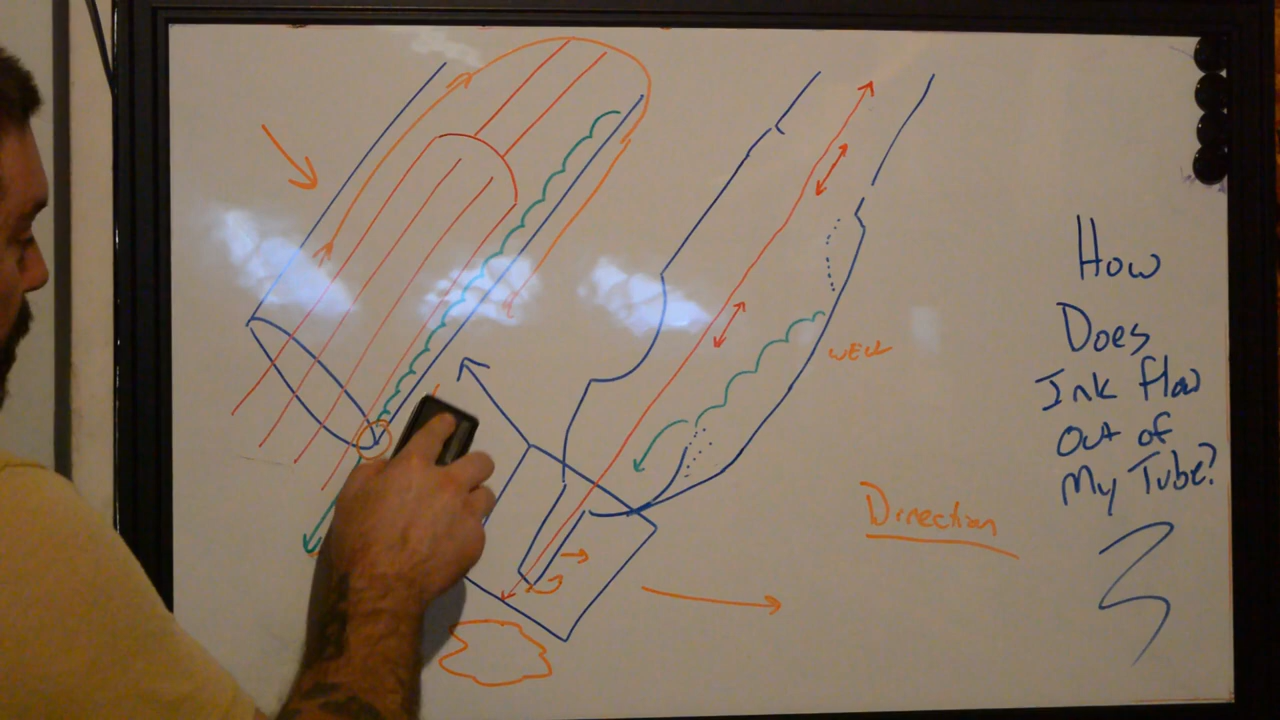 How
Does
Ink flow
Out of
My Tube?
WELL
Direction